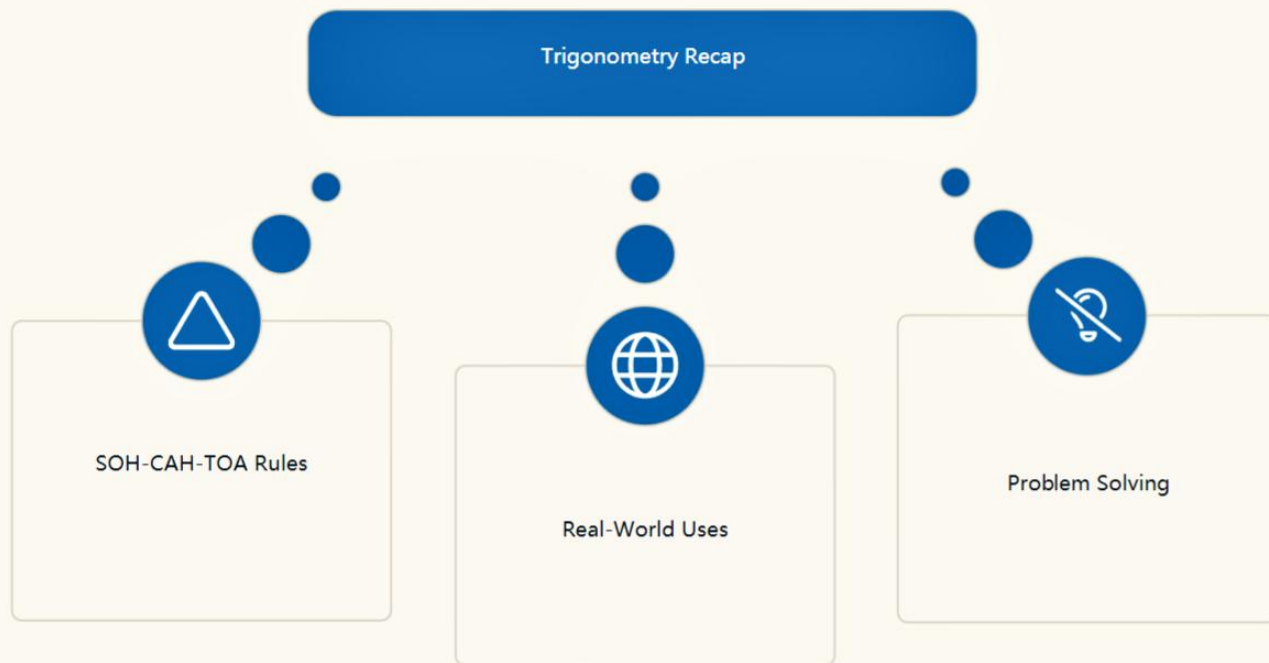 Trigonometry Recap
SOH-CAH-TOA Rules
Real-World Uses
Problem Solving